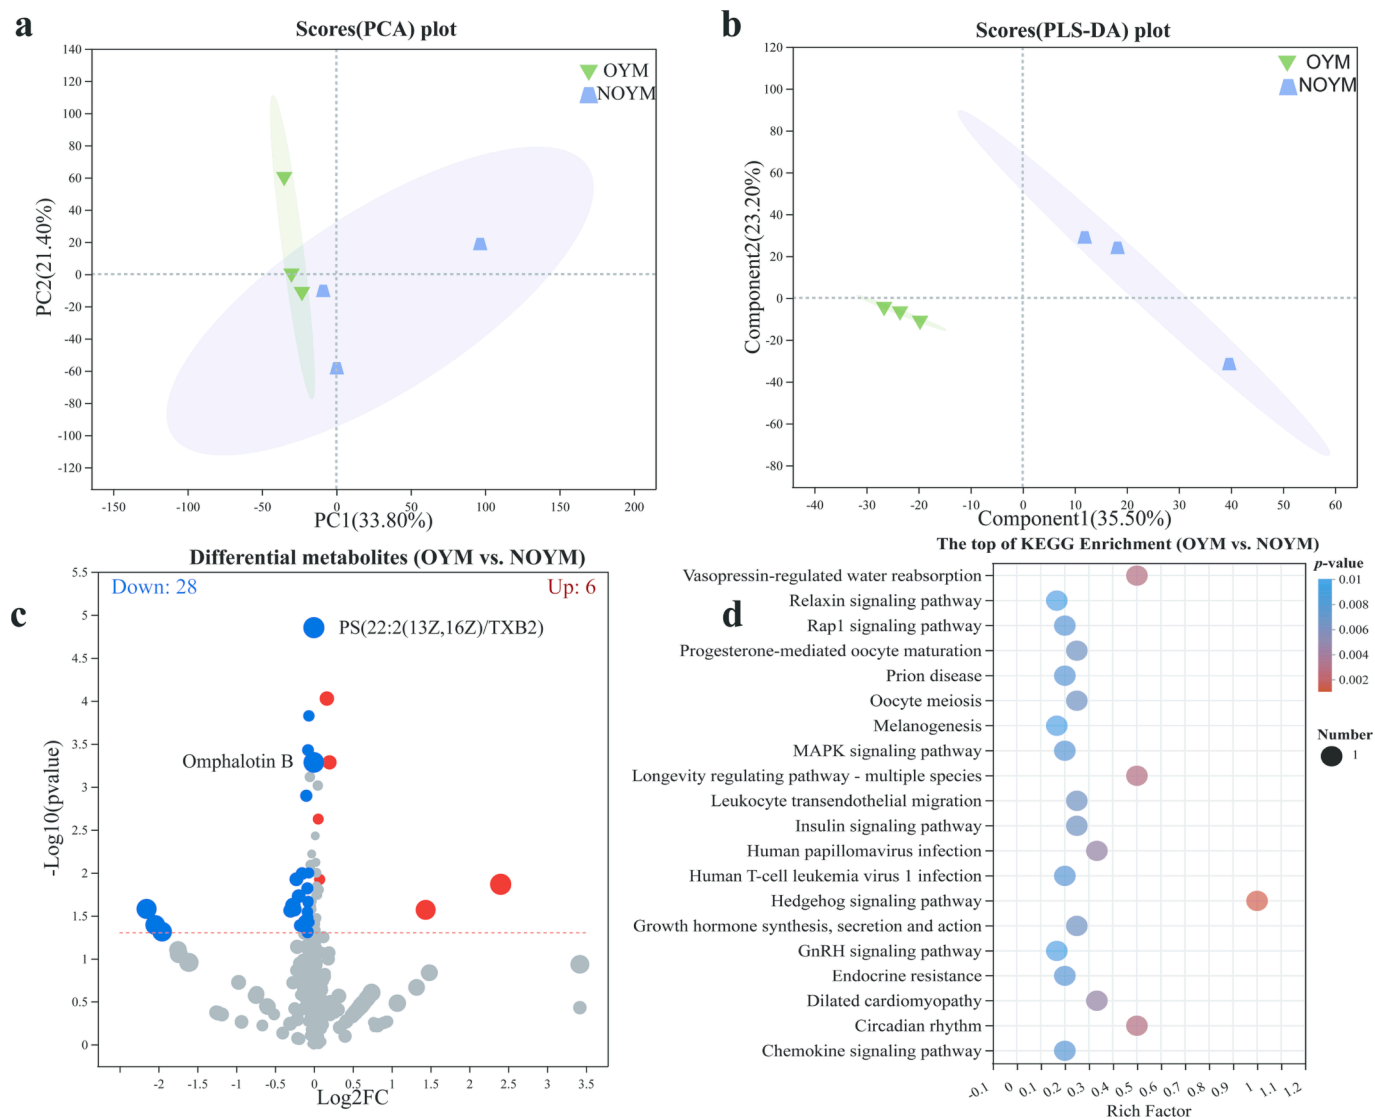 a
Scores(PCA) plot
OYM
NOYM
140
120
100
80
60
40
20
0
-20
-40
-60
-80
-100
-120
PC2(21.40%)
-150
-100
-50
0
50
100
150
200
PC1(33.80%)
b
Scores(PLS-DA) plot
OYM
NOYM
120
100
80
60
40
20
0
-20
-40
-60
-80
Component2(23.20%)
-40
-30
-20
-10
0
10
20
30
40
50
60
Component1(35.50%)
c
Differential metabolites (OYM vs. NOYM)
Down: 28
Up: 6
PS(22:2(13Z,16Z)/TXB2)
Omphalotin B
5.5
5
4.5
4
3.5
3
2.5
2
1.5
1
0.5
0
-Log10(pvalue)
-2
-1.5
-1
-0.5
0
0.5
1
1.5
2
2.5
3
3.5
Log2FC
d
The top of KEGG Enrichment (OYM vs. NOYM)
Vasopressin-regulated water reabsorption
Relaxin signaling pathway
Rap1 signaling pathway
Progesterone-mediated oocyte maturation
Prion disease
Oocyte meiosis
Melanogenesis
MAPK signaling pathway
Longevity regulating pathway - multiple species
Leukocyte transendothelial migration
Insulin signaling pathway
Human papillomavirus infection
Human T-cell leukemia virus 1 infection
Hedgehog signaling pathway
Growth hormone synthesis, secretion and action
GnRH signaling pathway
Endocrine resistance
Dilated cardiomyopathy
Circadian rhythm
Chemokine signaling pathway
-0.1
0
0.1
0.2
0.3
0.4
0.5
0.6
0.7
0.8
0.9
1
1.1
1.2
Rich Factor
p-value
0.01
0.008
0.006
0.004
0.002
Number
1